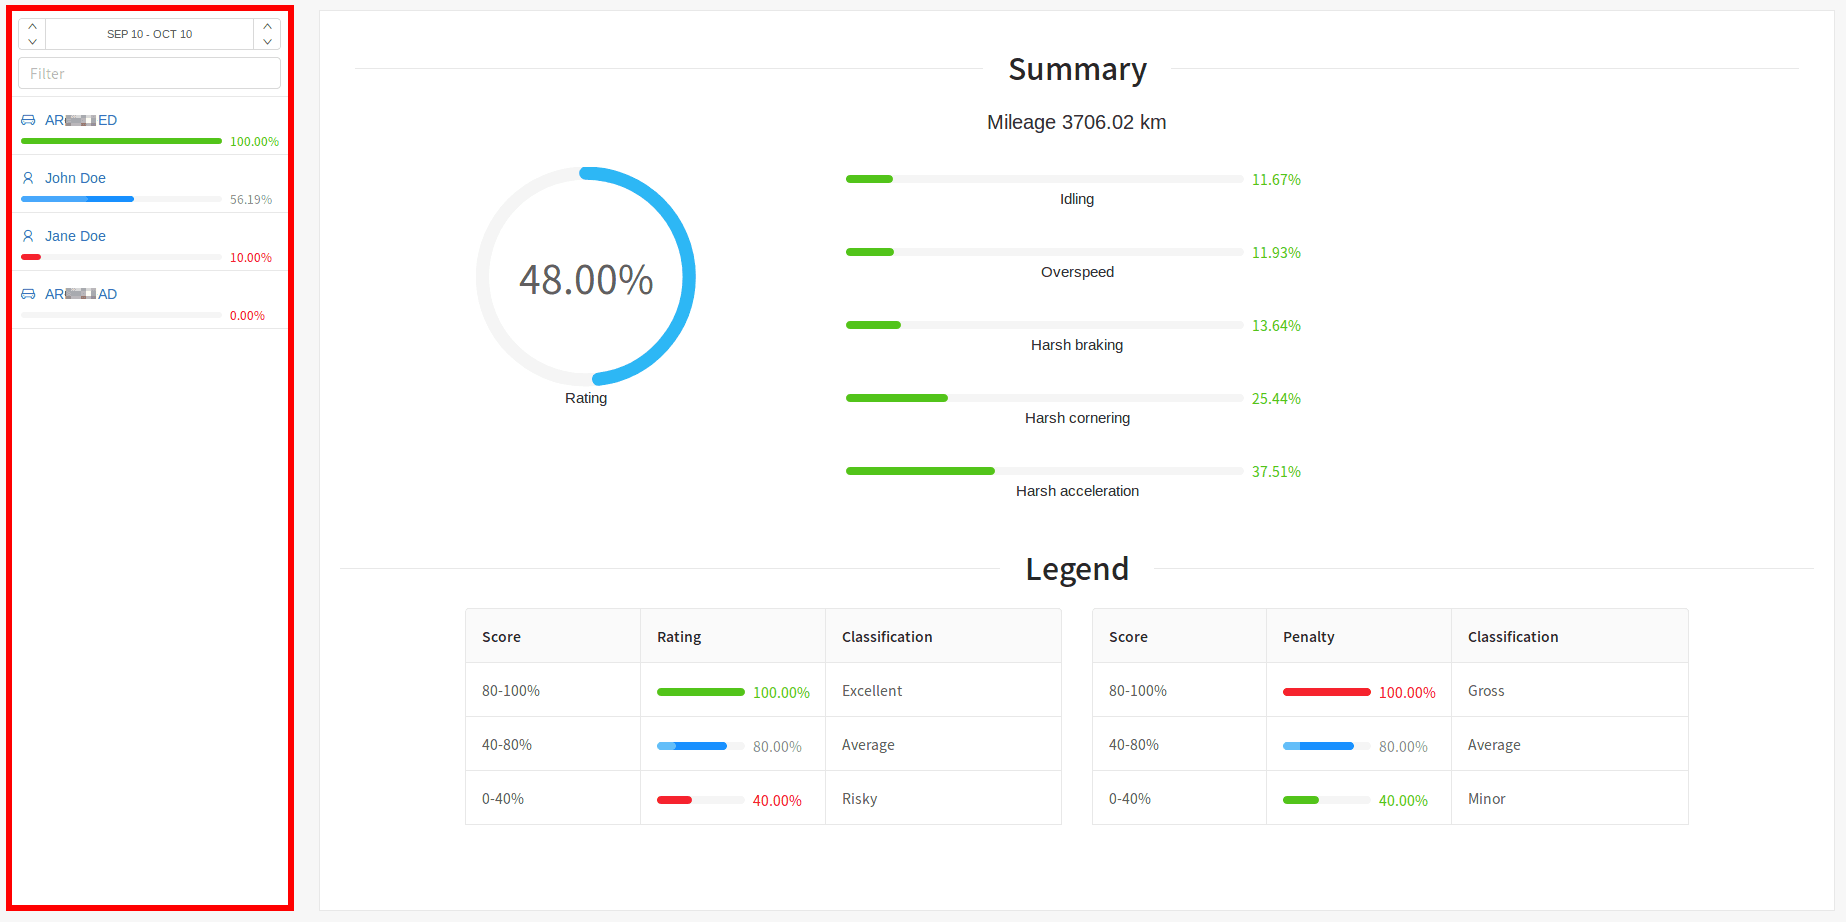 SEP 10 - OCT 10
Filter
AR ED
100.00%
John Doe
56.19%
Jane Doe
10.00%
AR AD
0.00%
Summary
Mileage 3706.02 km
48.00%
Rating
11.67%
Idling
11.93%
Overspeed
13.64%
Harsh braking
25.44%
Harsh cornering
37.51%
Harsh acceleration
Legend
Score Rating Classification
80-100% 100.00% Excellent
40-80% 80.00% Average
0-40% 40.00% Risky
Score Penalty Classification
80-100% 100.00% Gross
40-80% 80.00% Average
0-40% 40.00% Minor